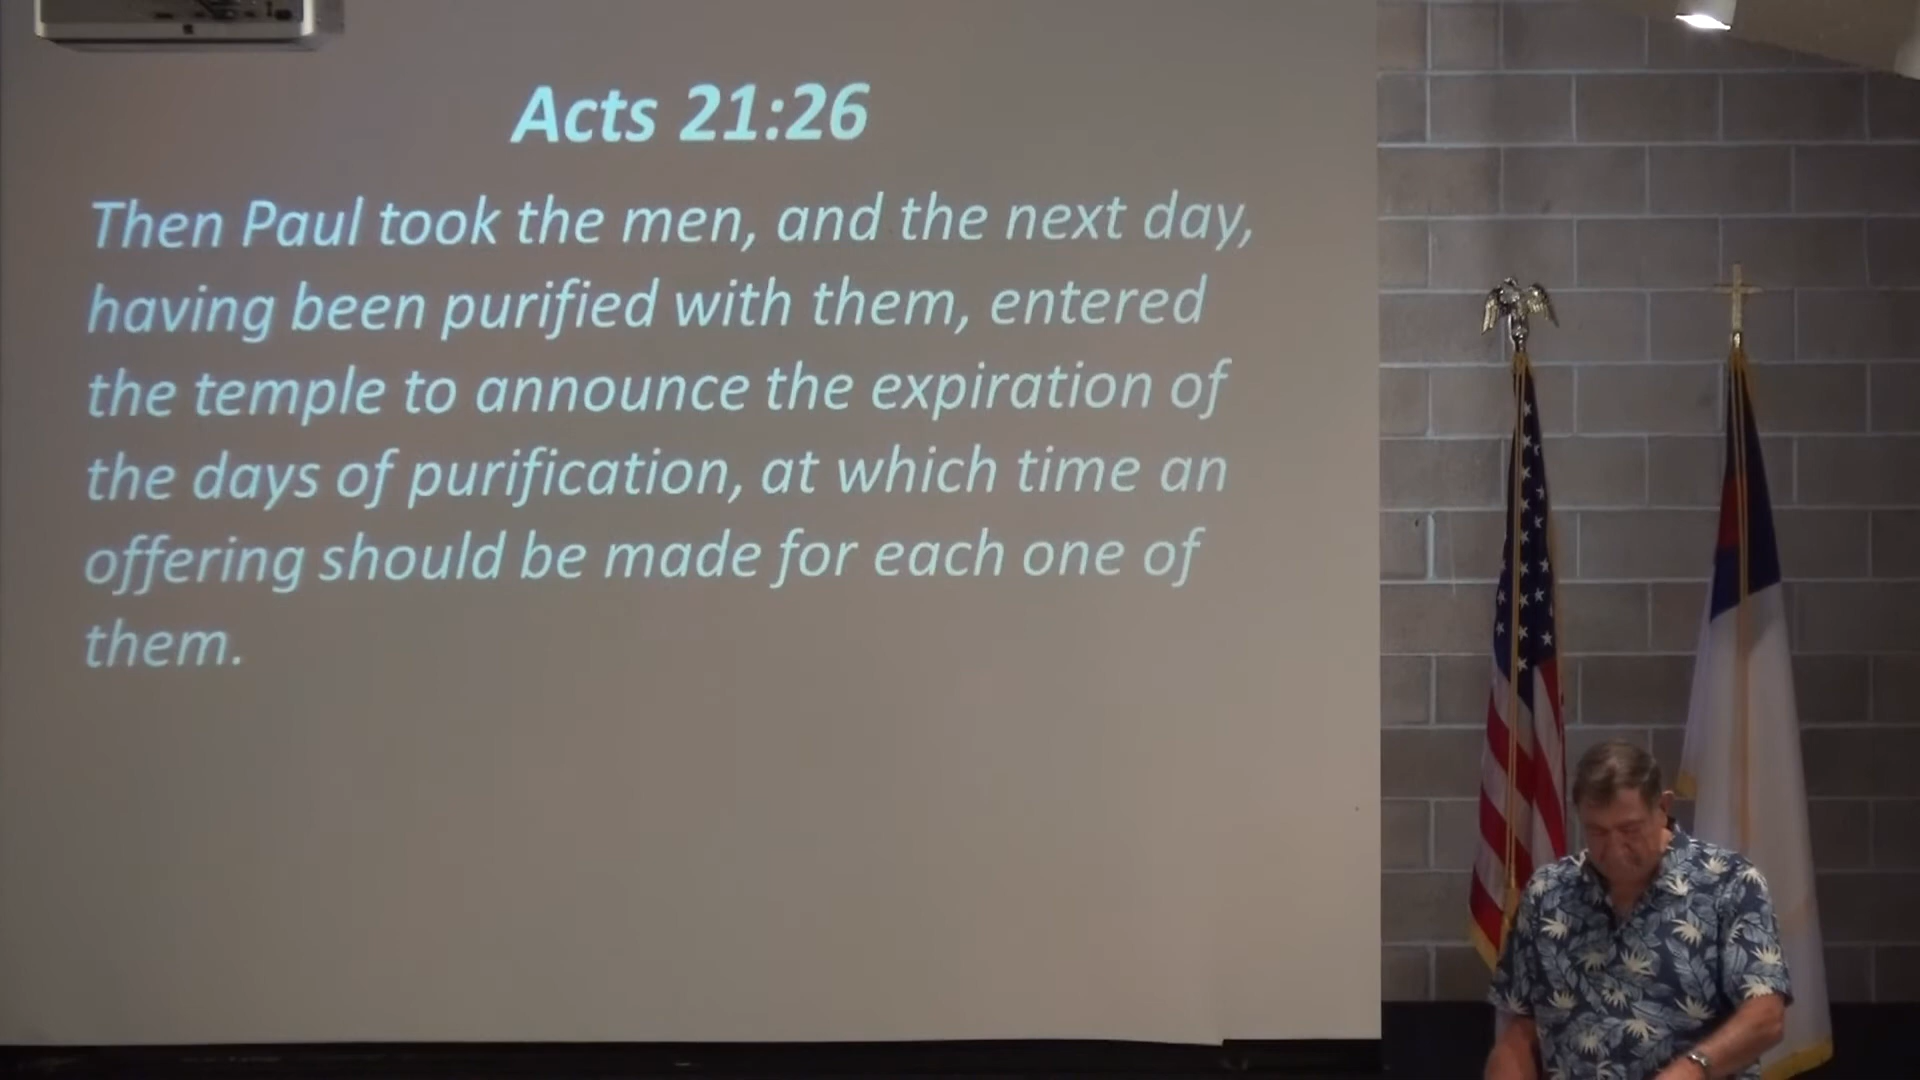 Acts 21:26
Then Paul took the men, and the next day,
having been purified with them, entered
the temple to announce the expiration of
the days of purification, at which time an
offering should be made for each one of
them.